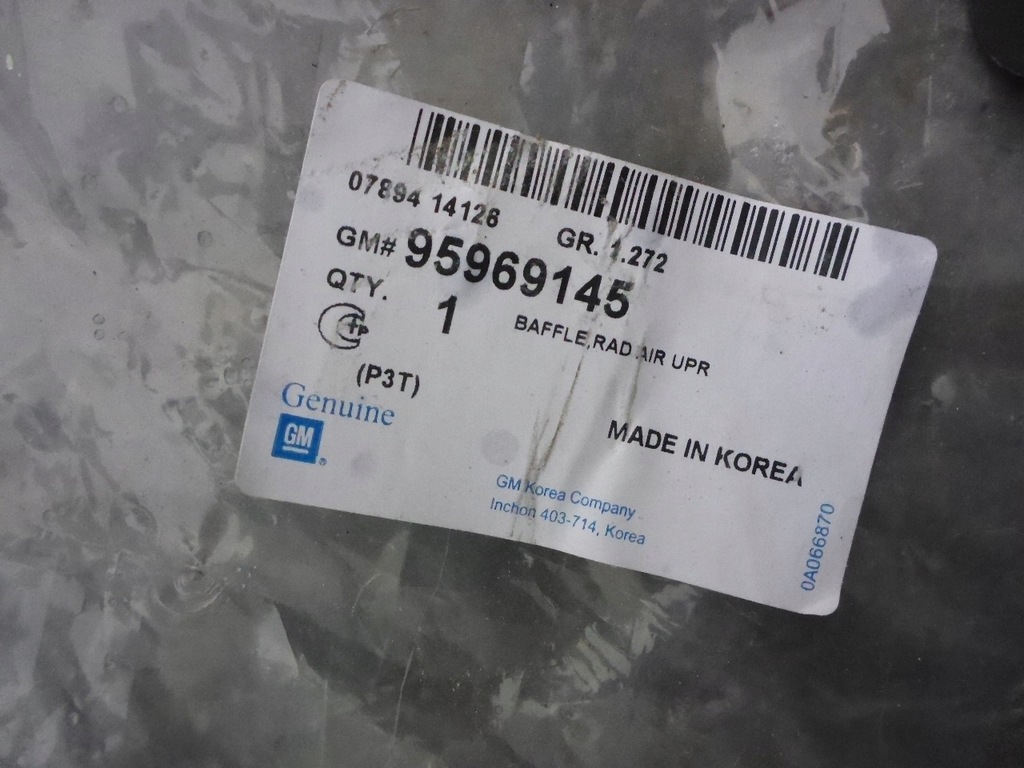 07894 14126 GR. 1.272
GM# 95969145
QTY. 1 BAFFLE,RAD AIR UPR
(P3T)
Genuine
GM
MADE IN KOREA
GM Korea Company
Inchon 403-714, Korea
0A066870